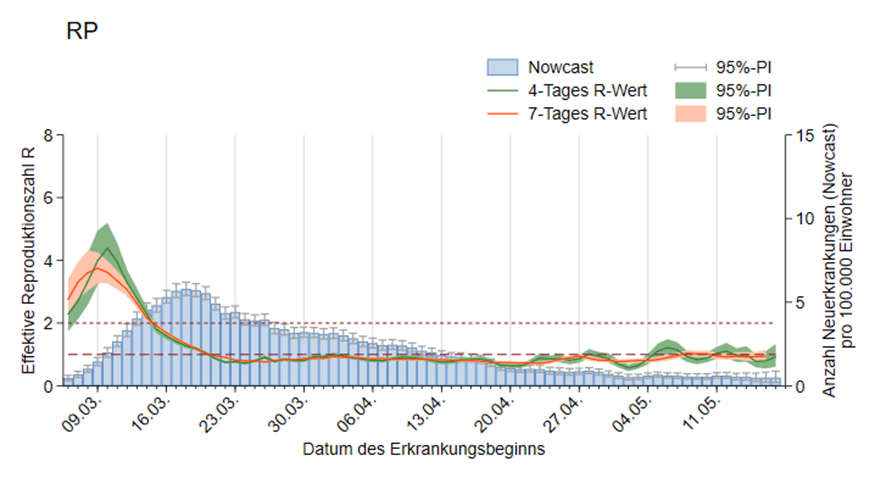 RP
Nowcast
95%-PI
4-Tages R-Wert
95%-PI
7-Tages R-Wert
95%-PI
8
6
4
2
0
Effektive Reproduktionszahl R
15
10
5
0
Anzahl Neuerkrankungen (Nowcast)
pro 100.000 Einwohner
09.03.
16.03.
23.03.
30.03.
06.04.
13.04.
20.04.
27.04.
04.05.
11.05.
Datum des Erkrankungsbeginns